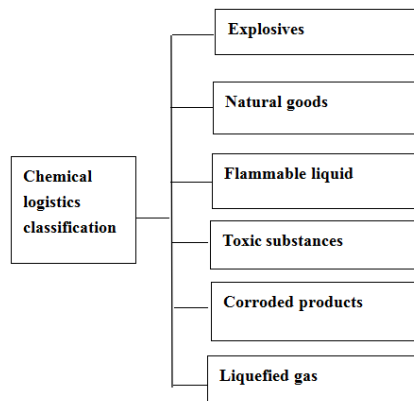 Chemical
logistics
classification
Explosives
Natural goods
Flammable liquid
Toxic substances
Corroded products
Liquefied gas